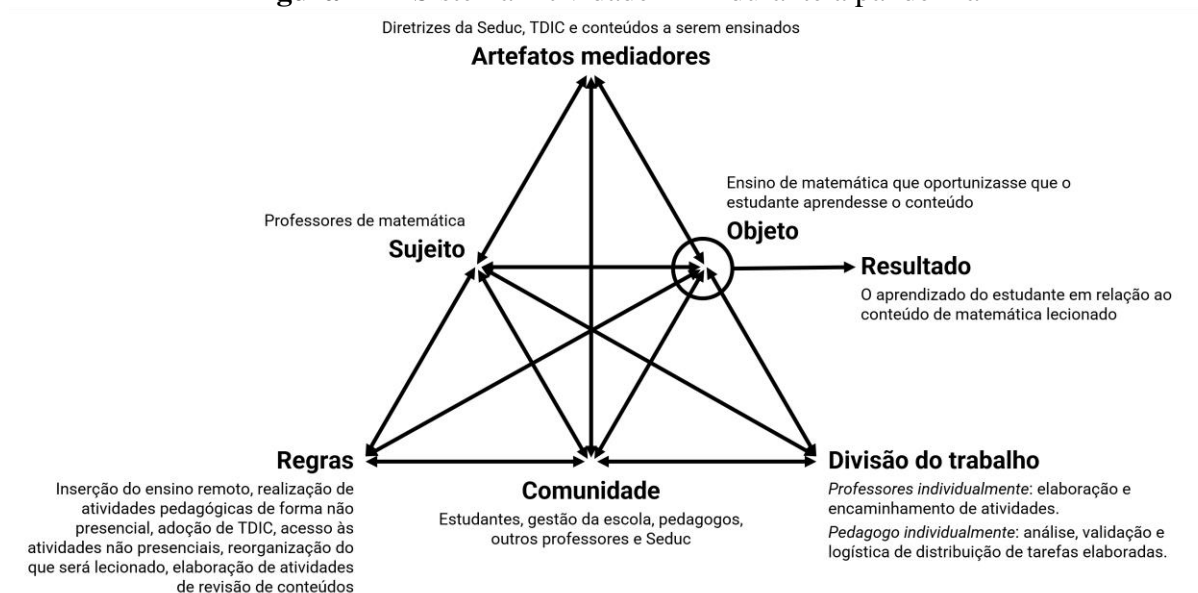 Diretrizes da Seduc, TDIC e conteúdos a serem ensinados
Artefatos mediadores
Ensino de matemática que oportunizasse que o
estudante aprendesse o conteúdo
Objeto
Professores de matemática
Sujeito
Resultado
O aprendizado do estudante em relação ao
conteúdo de matemática lecionado
Regras
Inserção do ensino remoto, realização de
atividades pedagógicas de forma não
presencial, adoção de TDIC, acesso às
atividades não presenciais, reorganização do
que será lecionado, elaboração de atividades
de revisão de conteúdos
Comunidade
Estudantes, gestão da escola, pedagogos,
outros professores e Seduc
Divisão do trabalho
Professores individualmente: elaboração e
encaminhamento de atividades.
Pedagogo individualmente: análise, validação e
logística de distribuição de tarefas elaboradas.